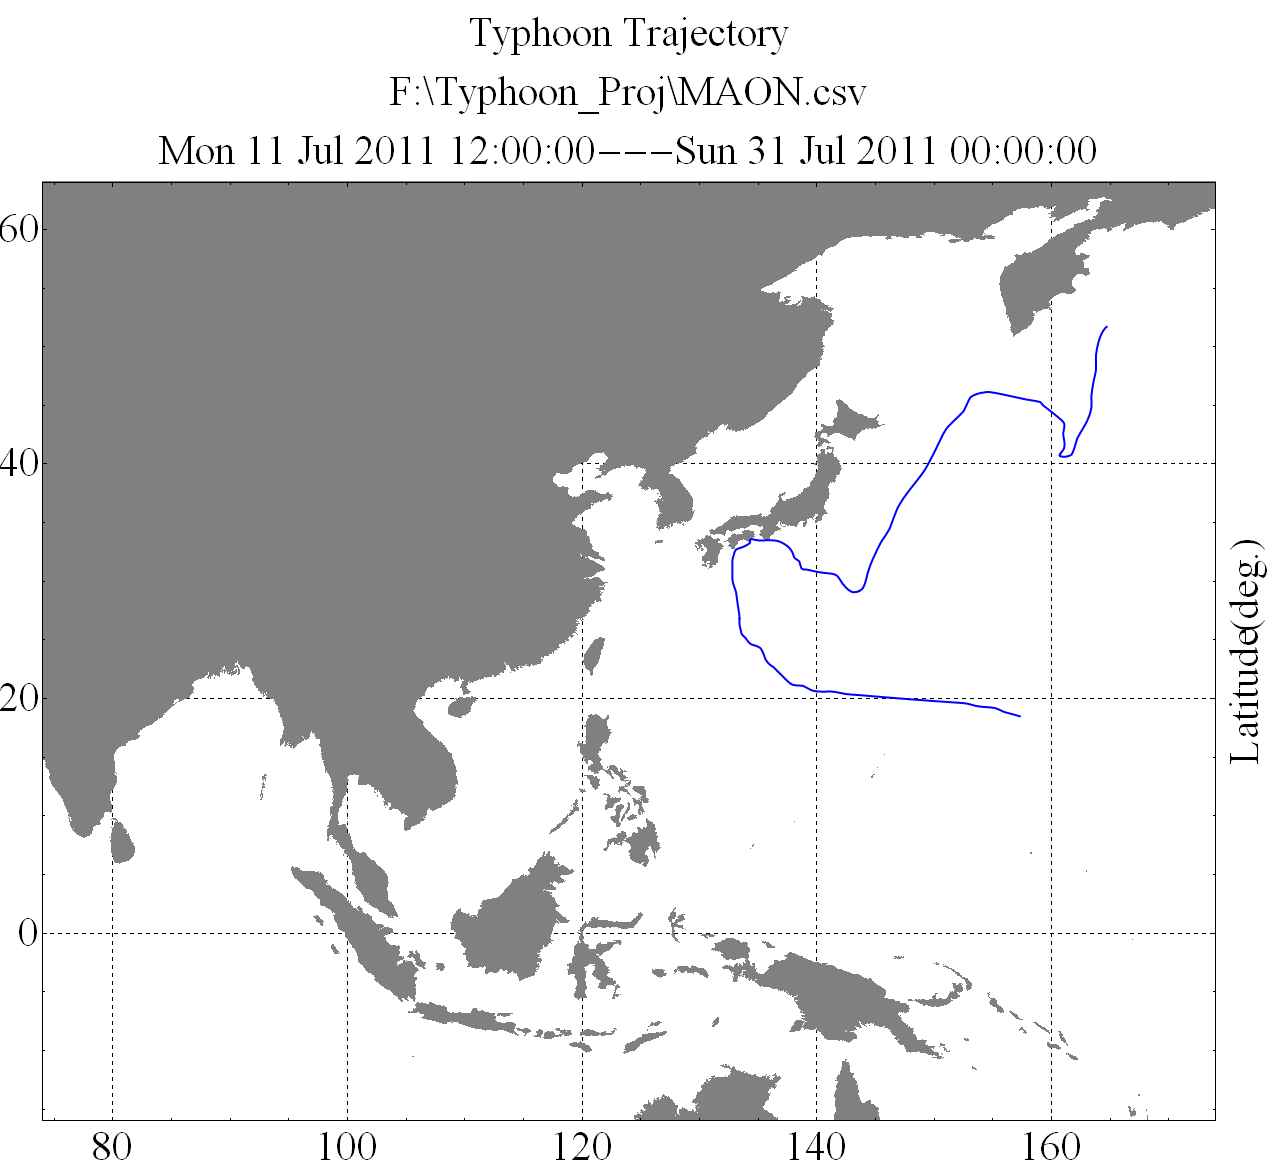 Typhoon Trajectory
F:\Typhoon_Proj\MAON.csv
Mon 11 Jul 2011 12:00:00---Sun 31 Jul 2011 00:00:00
60
40
20
0
Latitude(deg.)
80 100 120 140 160